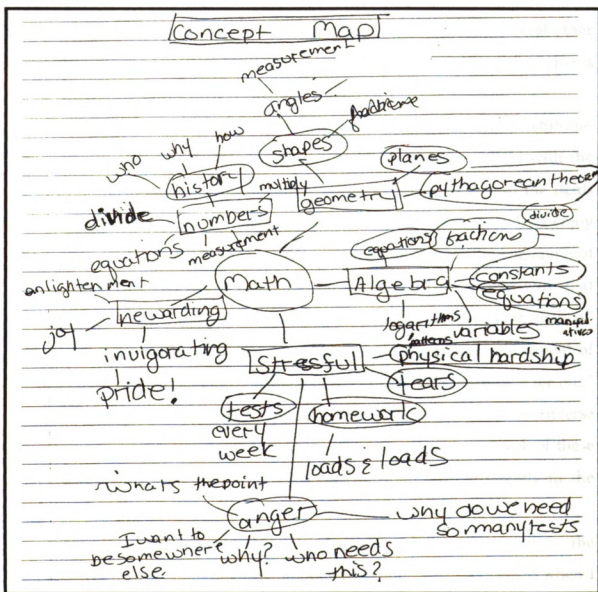 Concept Map
measurement
angles
shapes
who
why
how
history
multiply
geometry
planes
pythagorean theorem
divide
numbers
equations
measurement
Math
equations
fractions
divide
Algebra
constants
equations
logarithms
patterns
variables
enlightenment
rewarding
joy
invigorating
pride!
Stressful
physical hardship
tears
tests
every
week
homework
loads & loads
whats the point
anger
why do we need
so many tests
I want to
be somewhere
else.
why?
who needs
this?